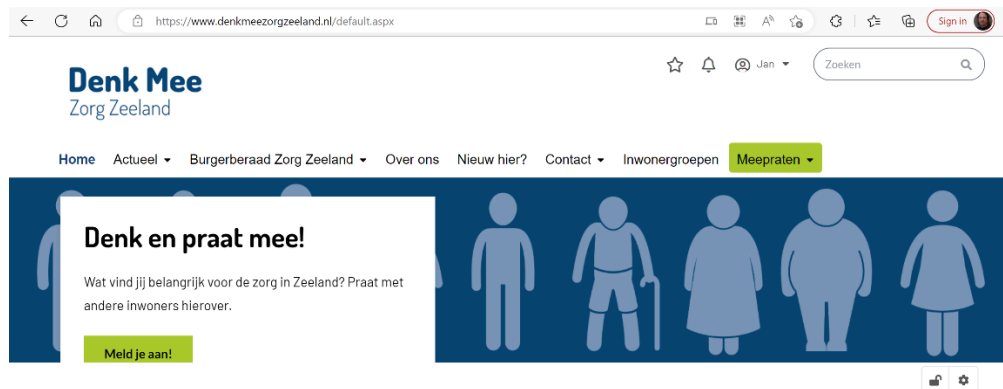 https://www.denkmeezorgzeeland.nl/default.aspx
Sign in
Denk Mee
Zorg Zeeland
Jan
Zoeken
Home Actueel Burgerberaad Zorg Zeeland Over ons Nieuw hier? Contact Inwonergroepen Meepraten
Denk en praat mee!
Wat vind jij belangrijk voor de zorg in Zeeland? Praat met
andere inwoners hierover.
Meld je aan!